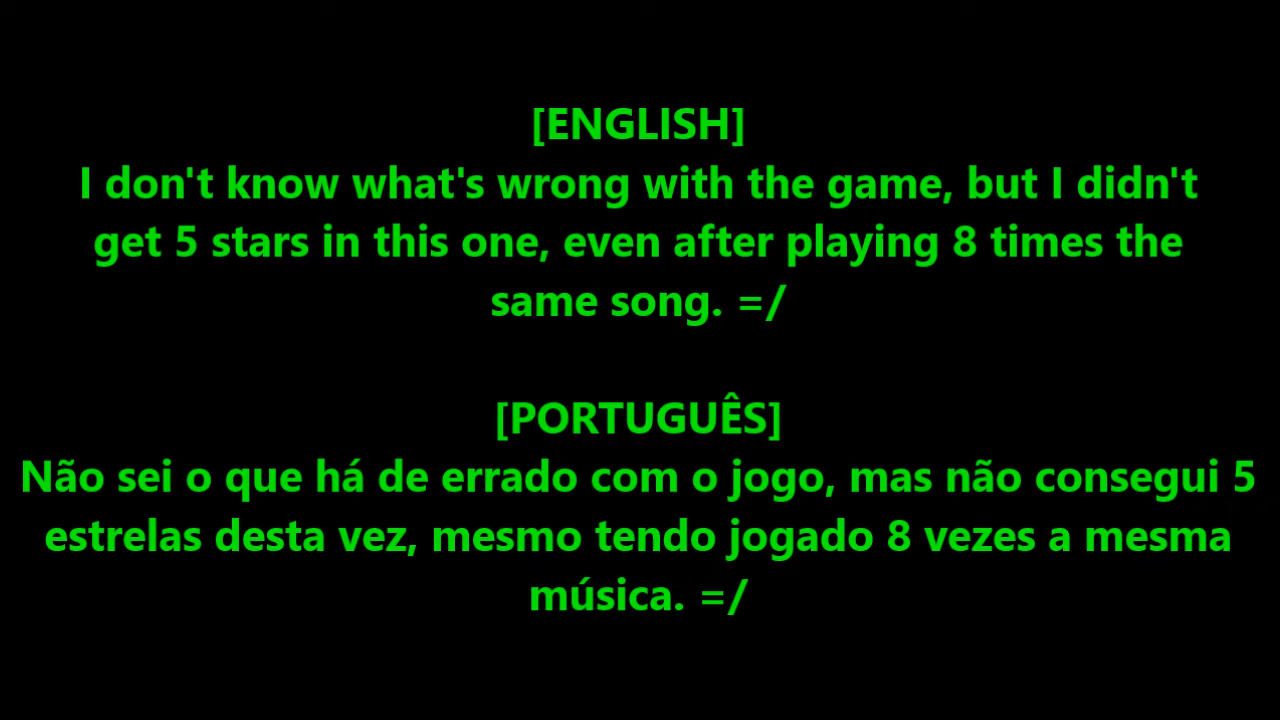 [ENGLISH]
I don't know what's wrong with the game, but I didn't
get 5 stars in this one, even after playing 8 times the
same song. =/
[PORTUGUÊS]
Não sei o que há de errado com o jogo, mas não consegui 5
estrelas desta vez, mesmo tendo jogado 8 vezes a mesma
música. =/